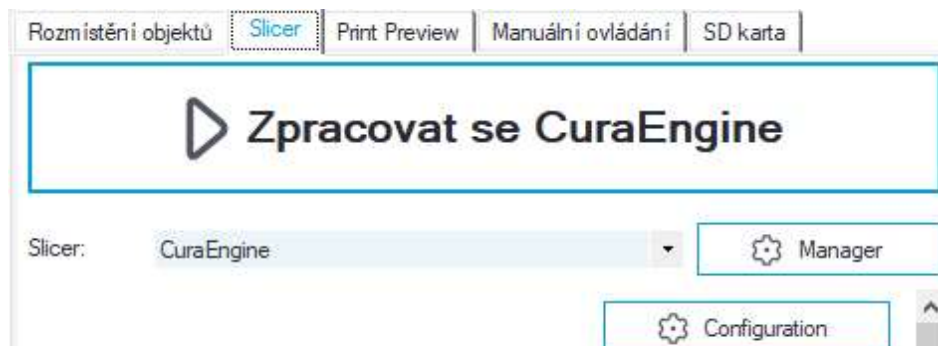 Rozmístění objektů Slicer Print Preview Manuální ovládání SD karta
Zpracovat se CuraEngine
Slicer: CuraEngine Manager
Configuration